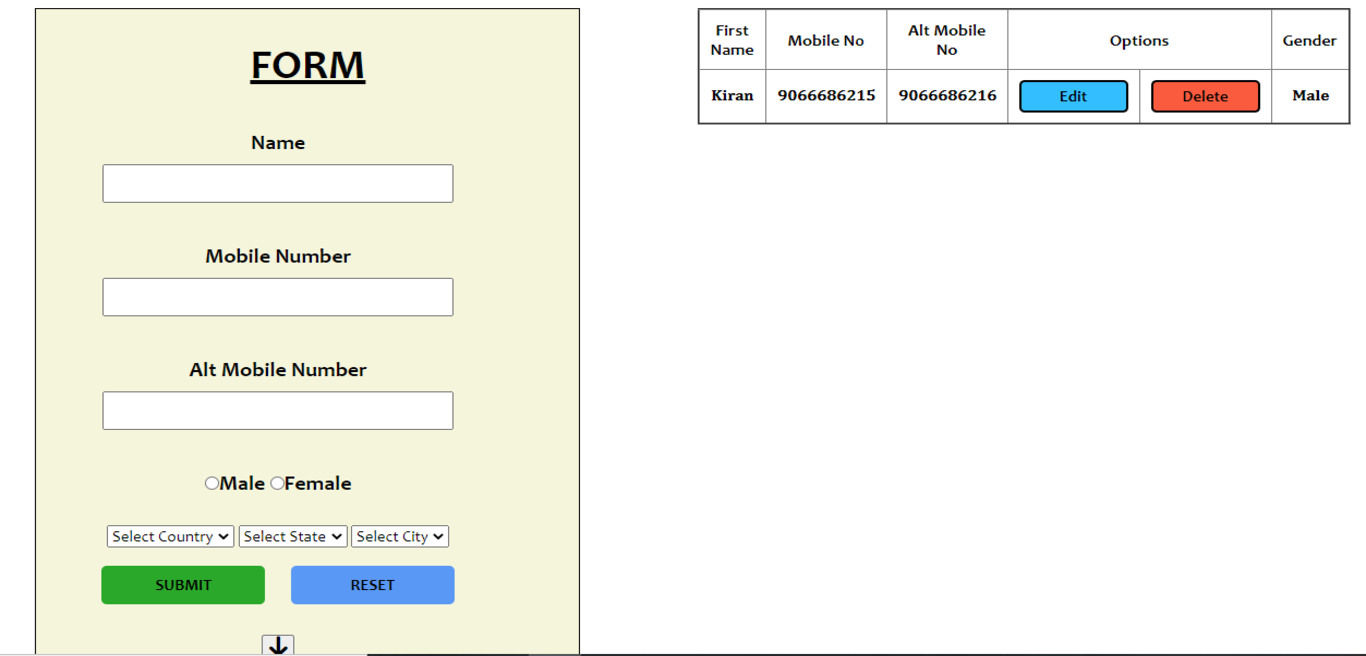 FORM
Name
Mobile Number
Alt Mobile Number
Male Female
Select Country Select State Select City
SUBMIT RESET
First
Name
Mobile No
Alt Mobile
No
Options
Gender
Kiran 9066686215 9066686216 Edit Delete Male